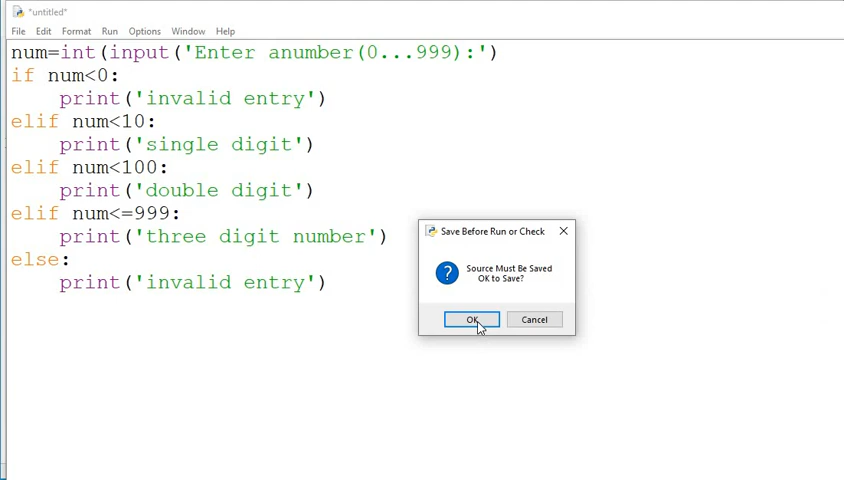 *untitled*
File Edit Format Run Options Window Help
num=int(input('Enter anumber(0...999):')
if num<0:
    print('invalid entry')
elif num<10:
    print('single digit')
elif num<100:
    print('double digit')
elif num<=999:
    print('three digit number')
else:
    print('invalid entry')
Save Before Run or Check
?
Source Must Be Saved
OK to Save?
OK Cancel